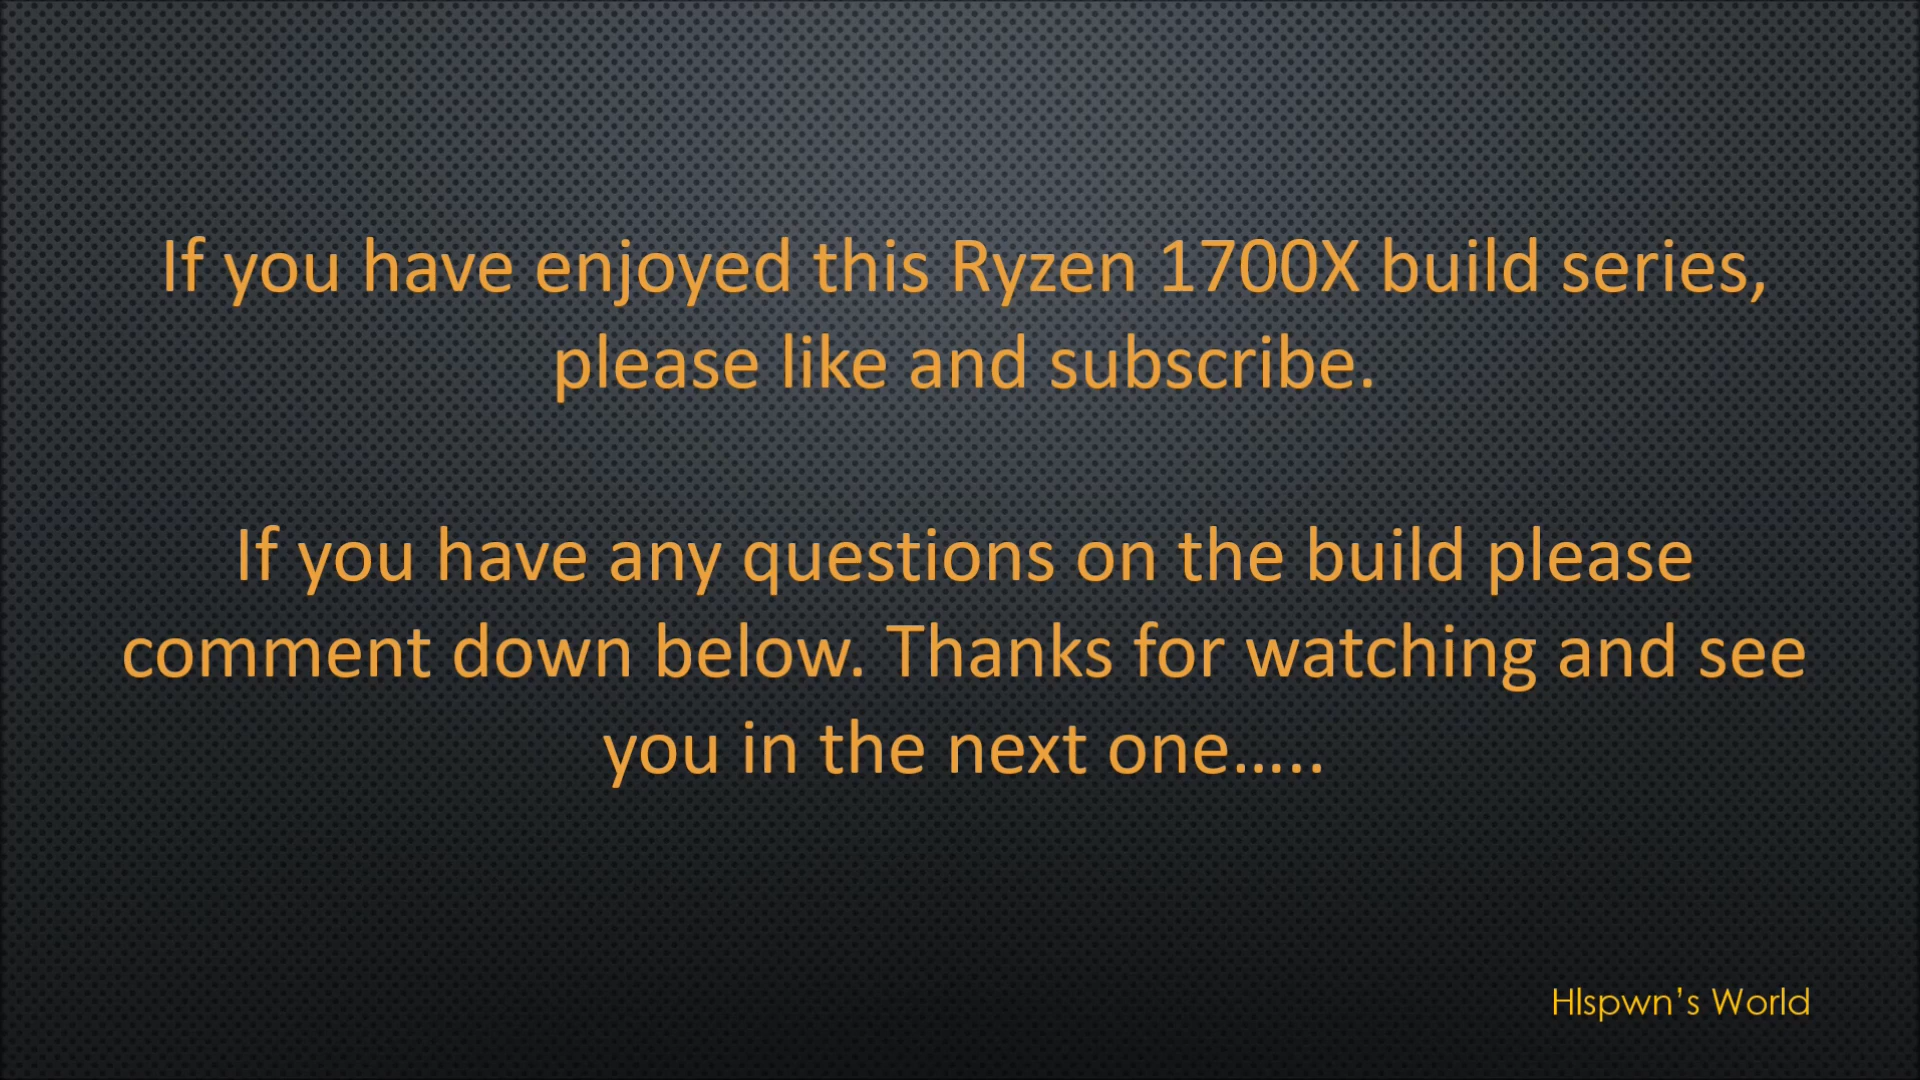 If you have enjoyed this Ryzen 1700X build series,
please like and subscribe.
If you have any questions on the build please
comment down below. Thanks for watching and see
you in the next one.....
Hlspwn’s World